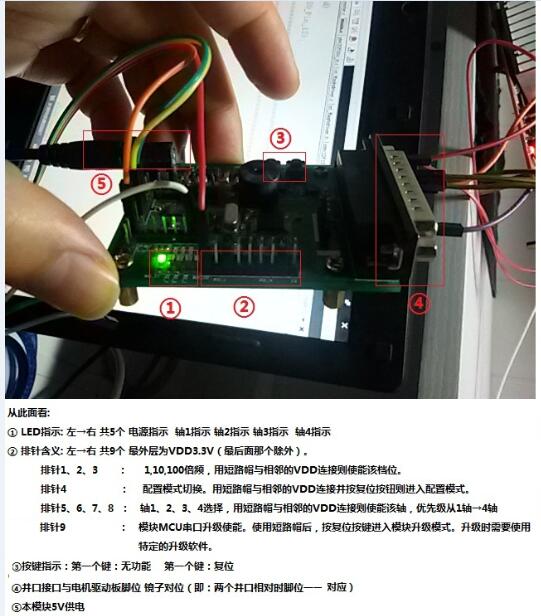 ③
⑤
①
②
④
从此面看:
① LED指示: 左→右 共5个 电源指示 轴1指示 轴2指示 轴3指示 轴4指示
② 排针含义: 左→右 共9个 最外层为VDD3.3V（最后面那个除外）。
排针1、2、3 : 1,10,100倍频，用短路帽与相邻的VDD连接则使能该档位。
排针4 : 配置模式切换。用短路帽与相邻的VDD连接并按复位按钮则进入配置模式。
排针5、6、7、8 : 轴1、2、3、4选择，用短路帽与相邻的VDD连接则使能该轴，优先级从1轴→4轴
排针9 : 模块MCU串口升级使能。使用短路帽后，按复位按键进入模块升级模式。升级时需要使用
特定的升级软件。
③按键指示：第一个键：无功能 第一个键：复位
④井口接口与电机驱动板脚位 镜子对位（即：两个井口相对时脚位一一 对应）
⑤本模块5V供电